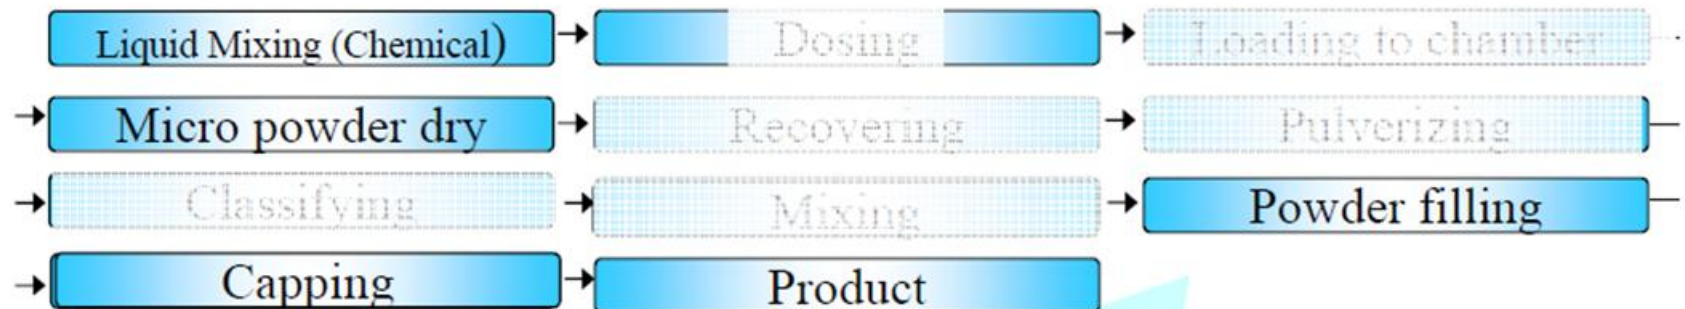 Liquid Mixing (Chemical)
Dosing
Loading to chamber
Micro powder dry
Recovering
Pulverizing
Classifying
Mixing
Powder filling
Capping
Product